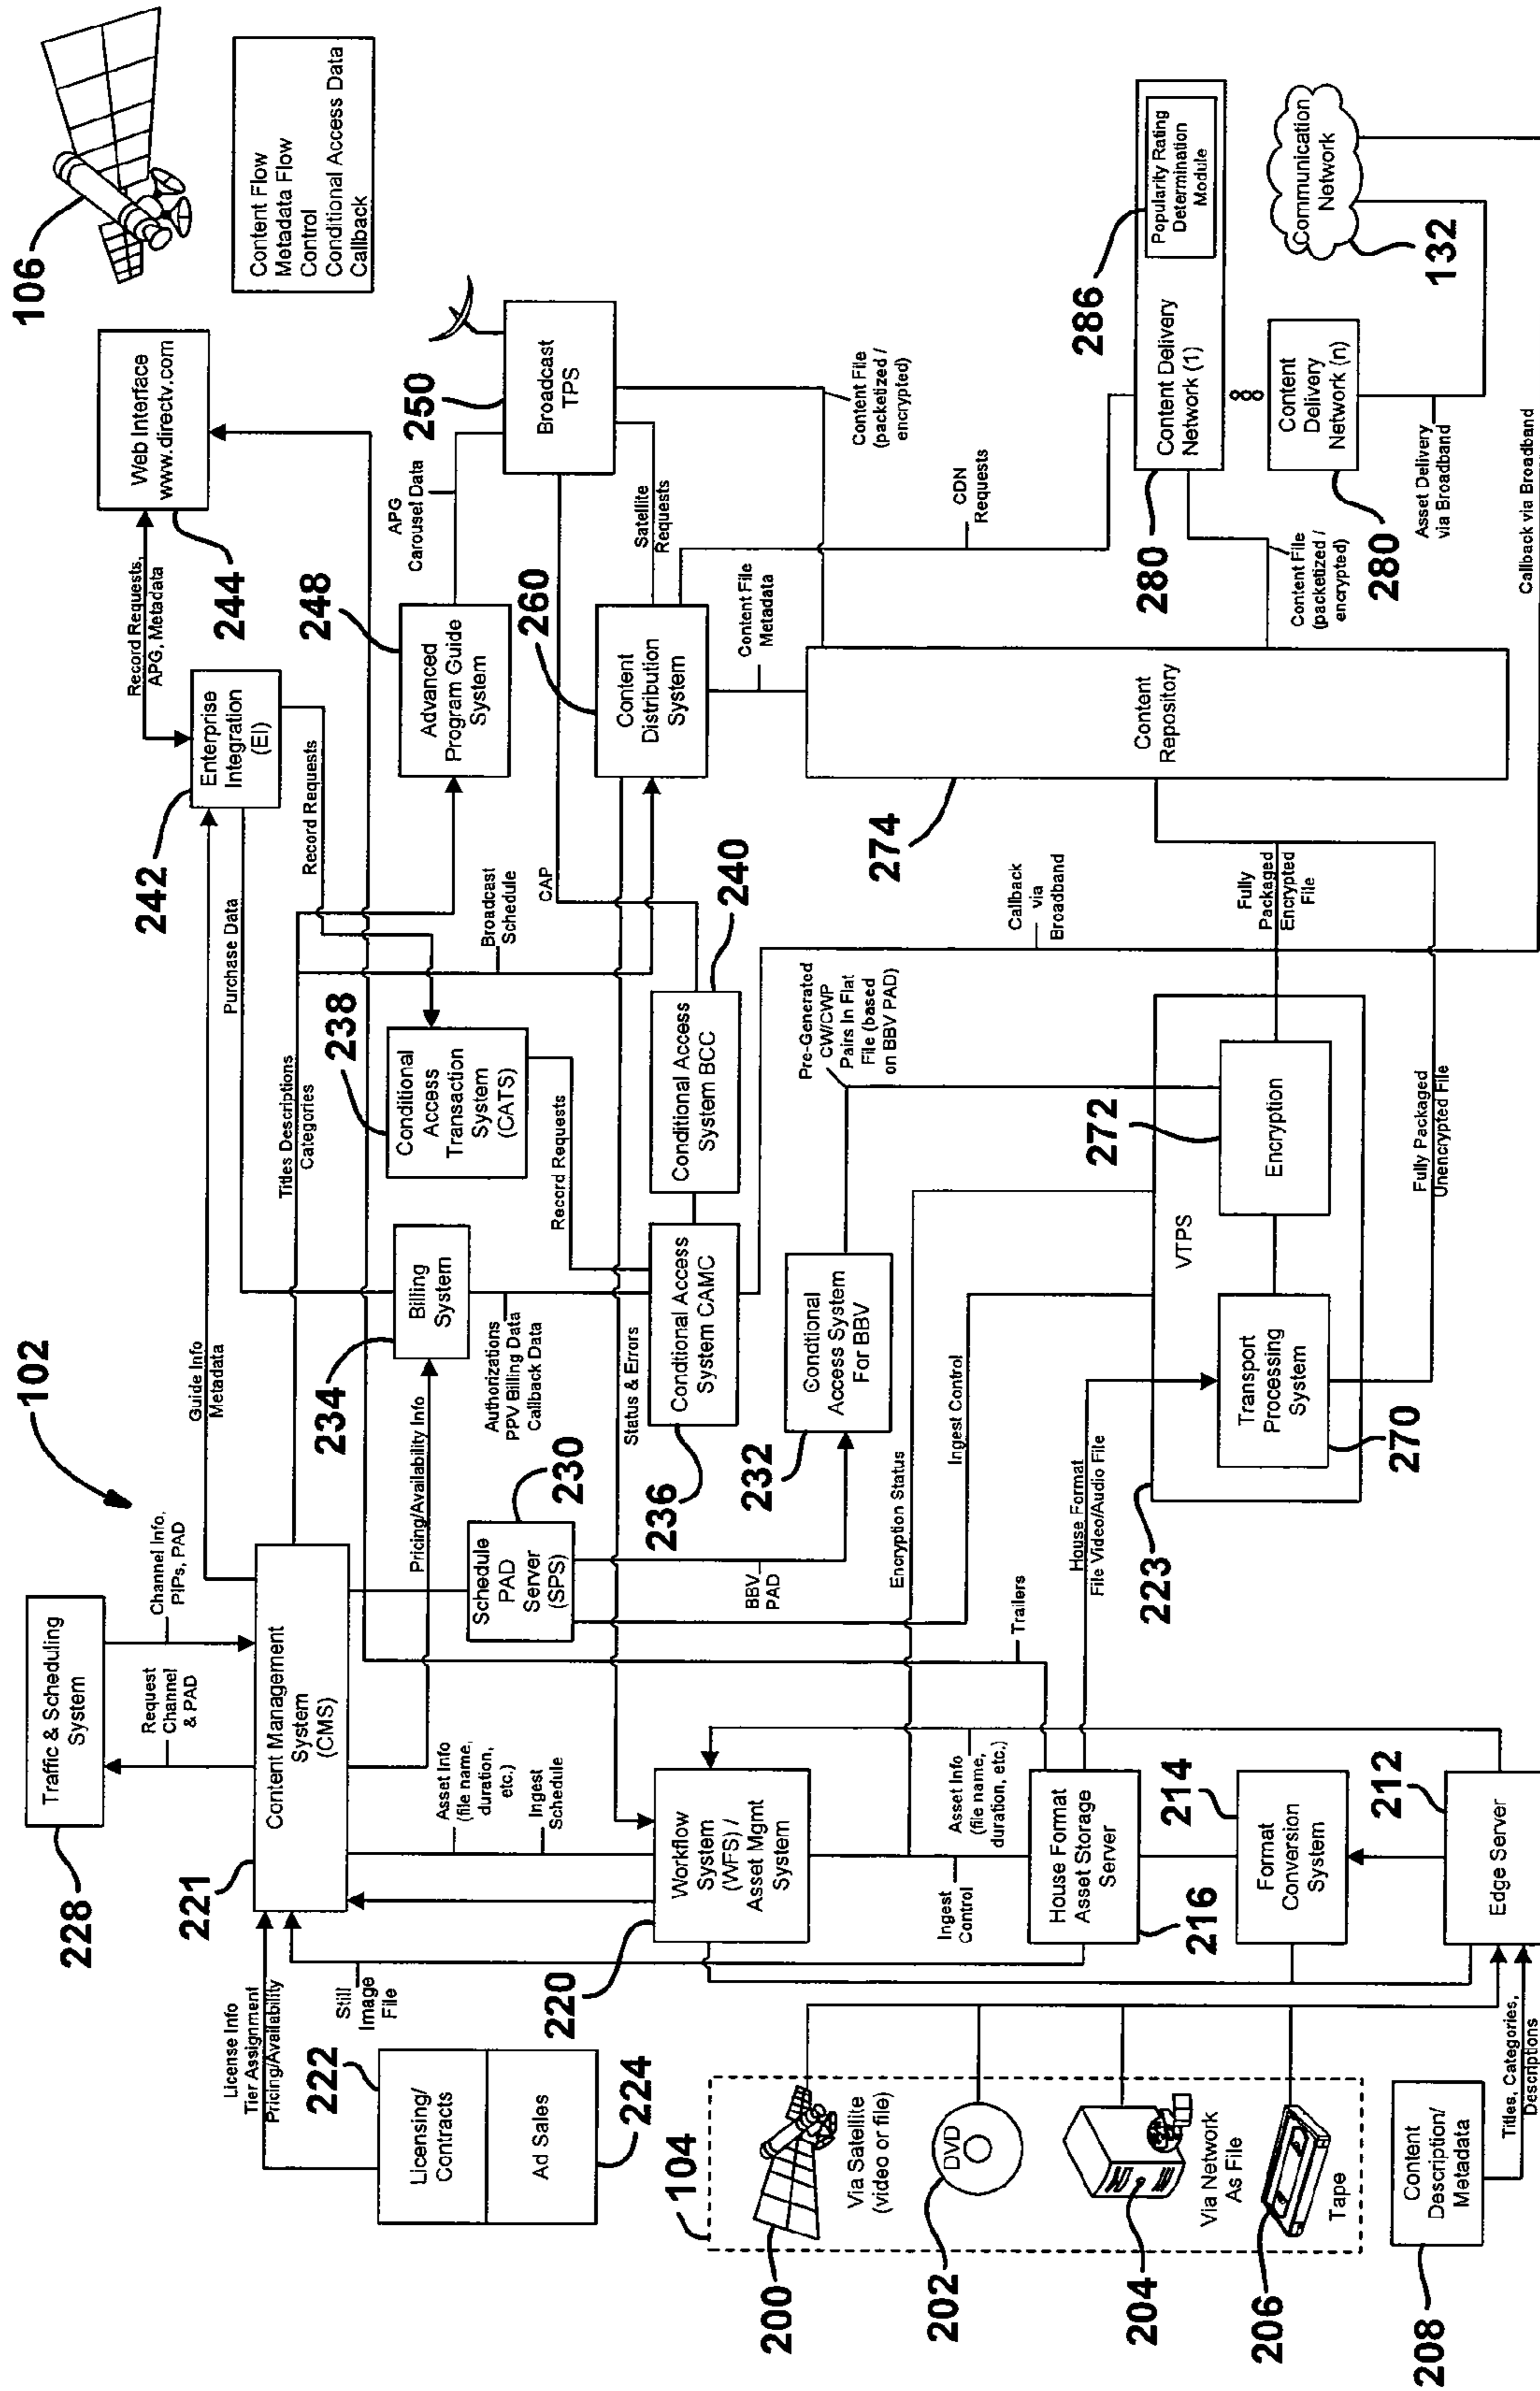 102
106
Traffic & Scheduling
System
228
Request
Channel
& PAD
Channel Info,
PIPs, PAD
Guide Info
Metadata
Content Management
System
(CMS)
221
License Info
Tier Assignment
Pricing/Availability
Licensing/
Contracts
222
Ad Sales
224
Still
Image
File
Asset Info
(file name,
duration,
etc.)
Ingest
Schedule
Pricing/Availability Info
Titles Descriptions
Categories
Purchase Data
Enterprise
Integration
(EI)
242
Record Requests,
APG, Metadata
Web Interface
www.directv.com
244
Content Flow
Metadata Flow
Control
Conditional Access Data
Callback
Record Requests
Billing
System
234
Authorizations
PPV Billing Data
Callback Data
Conditional
Access
Transaction
System
(CATS)
238
Record Requests
Broadcast
Schedule
Advanced
Program Guide
System
248
APG
Carousel Data
Broadcast
TPS
250
CAP
Satellite
Requests
Schedule
PAD
Server
(SPS)
230
BBV
PAD
Status & Errors
Condtional Access
System CAMC
236
Conditional Access
System BCC
240
Content
Distribution
System
260
CDN
Requests
Content File
Metadata
Content File
(packetized /
encrypted)
Workflow
System
(WFS) /
Asset Mgmt
System
220
Ingest
Control
Asset Info
(file name,
duration, etc.)
Trailers
Encryption Status
Ingest Control
Condtional
Access System
For BBV
232
Pre-Generated
CW/CWP
Pairs In Flat
File (based
on BBV PAD)
Callback
via
Broadband
Content
Repository
274
104
Via Satellite
(video or file)
200
DVD
202
Via Network
As File
204
Tape
206
Content
Description/
Metadata
208
Titles, Categories,
Descriptions
House Format
Asset Storage
Server
216
Format
Conversion
System
214
Edge Server
212
House Format
File Video/Audio File
VTPS
223
Transport
Processing
System
270
Encryption
272
Fully
Packaged
Encrypted
File
Fully Packaged
Unencrypted File
Content Delivery
Network (1)
280
Popularity Rating
Determination
Module
286
Content File
(packetized /
encrypted)
Content
Delivery
Network (n)
280
Asset Delivery
via Broadband
Communication
Network
132
Callback via Broadband